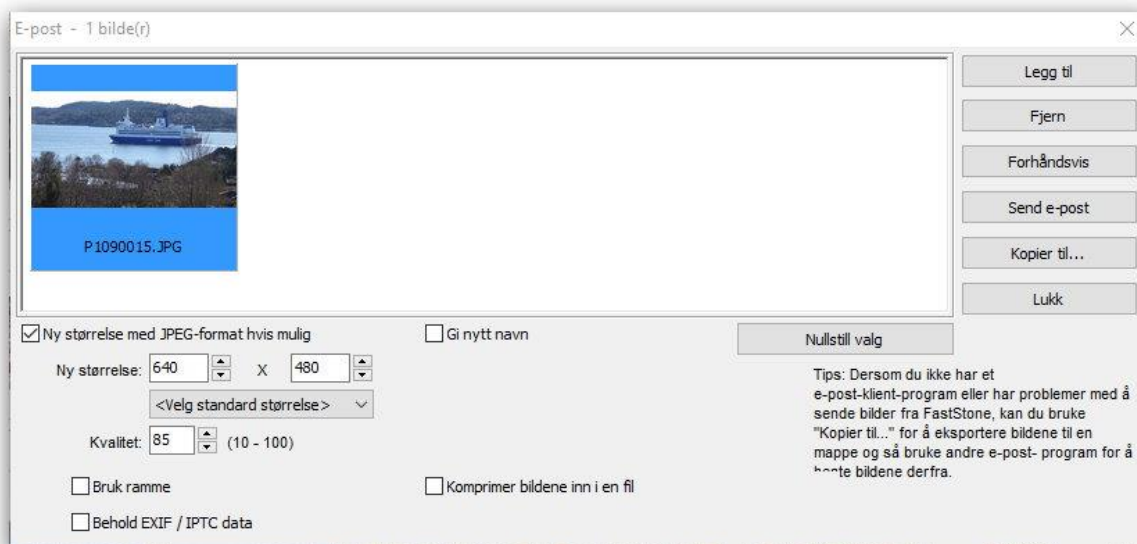 E-post - 1 bilde(r)
Legg til
Fjern
Forhåndsvis
Send e-post
Kopier til...
Lukk
P1090015.JPG
Ny størrelse med JPEG-format hvis mulig
Gi nytt navn
Nullstill valg
Ny størrelse: 640 X 480
<Velg standard størrelse>
Kvalitet: 85 (10 - 100)
Tips: Dersom du ikke har et
e-post-klient-program eller har problemer med å
sende bilder fra FastStone, kan du bruke
"Kopier til..." for å eksportere bildene til en
mappe og så bruke andre e-post- program for å
hente bildene derfra.
Bruk ramme
Komprimer bildene inn i en fil
Behold EXIF / IPTC data